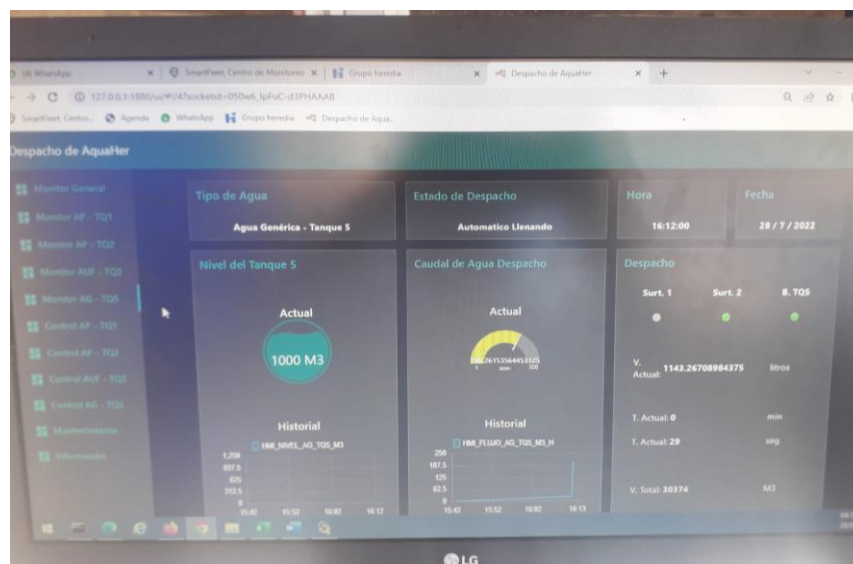 (4) WhatsApp
SmartFleet, Centro de Monitoreo
Grupo heredia
Despacho de AquaHer
127.0.0.1:1880/ui/#!/4?socketid=050w6_lpFuC-d3PHAAAB
SmartFleet, Centro...
Agenda
WhatsApp
Grupo heredia
Despacho de Aqua...
Despacho de AquaHer
Monitor General
Monitor AP - TQ1
Monitor AP - TQ2
Monitor AUF - TQ3
Monitor AG - TQ5
Control AP - TQ1
Control AP - TQ2
Control AUF - TQ3
Control AG - TQ5
Mantenimiento
Información
Tipo de Agua
Agua Genérica - Tanque 5
Estado de Despacho
Automatico Llenando
Hora
16:12:00
Fecha
28 / 7 / 2022
Nivel del Tanque 5
Actual
1000 M3
Historial
HMI_NIVEL_AG_TQ5_M3
1,250
937.5
625
312.5
0
15:42 15:52 16:02 16:12
Caudal de Agua Despacho
Actual
0 300
Historial
HMI_FLUJO_AG_TQ5_M3_H
250
187.5
125
62.5
0
15:42 15:52 16:02 16:13
Despacho
Surt. 1 Surt. 2 B. TQ5
V. Actual: 1143.26708984375 litros
T. Actual: 0 min
T. Actual: 29 seg
V. Total: 30374 M3
LG